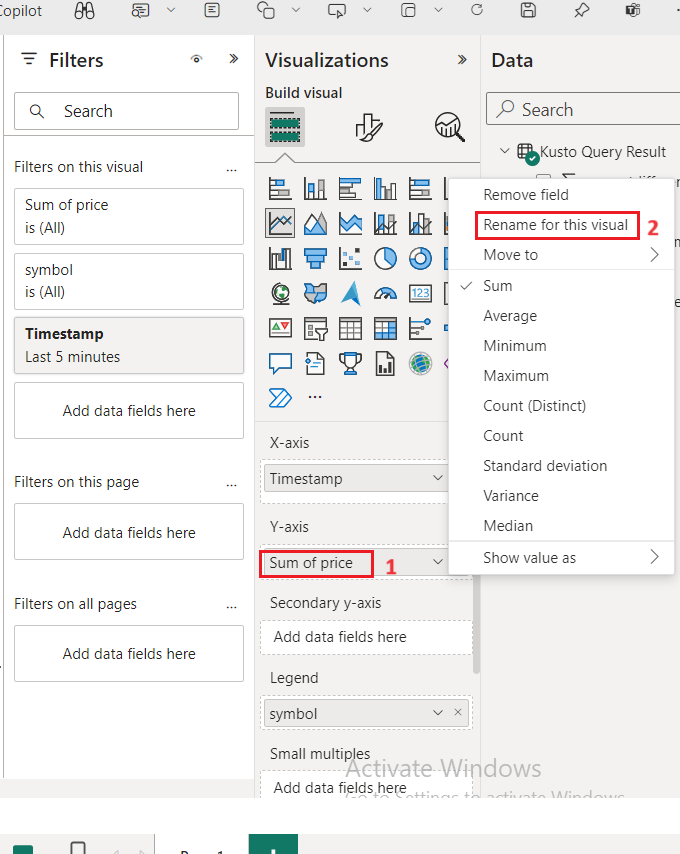 Copilot
Filters
Search
Filters on this visual
...
Sum of price
is (All)
symbol
is (All)
Timestamp
Last 5 minutes
Add data fields here
Filters on this page
...
Add data fields here
Filters on all pages
...
Add data fields here
Visualizations
Build visual
123
...
X-axis
Timestamp
Y-axis
Sum of price
1
Secondary y-axis
Add data fields here
Legend
symbol
Small multiples
Add data fields here
Data
Search
Kusto Query Result
Remove field
Rename for this visual
2
Move to
Sum
Average
Minimum
Maximum
Count (Distinct)
Count
Standard deviation
Variance
Median
Show value as
Activate Windows
Go to Settings to activate Windows